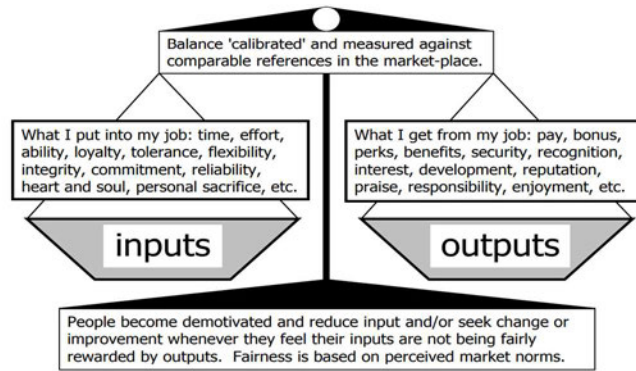 Balance 'calibrated' and measured against
comparable references in the market-place.
What I put into my job: time, effort,
ability, loyalty, tolerance, flexibility,
integrity, commitment, reliability,
heart and soul, personal sacrifice, etc.
What I get from my job: pay, bonus,
perks, benefits, security, recognition,
interest, development, reputation,
praise, responsibility, enjoyment, etc.
inputs
outputs
People become demotivated and reduce input and/or seek change or
improvement whenever they feel their inputs are not being fairly
rewarded by outputs. Fairness is based on perceived market norms.